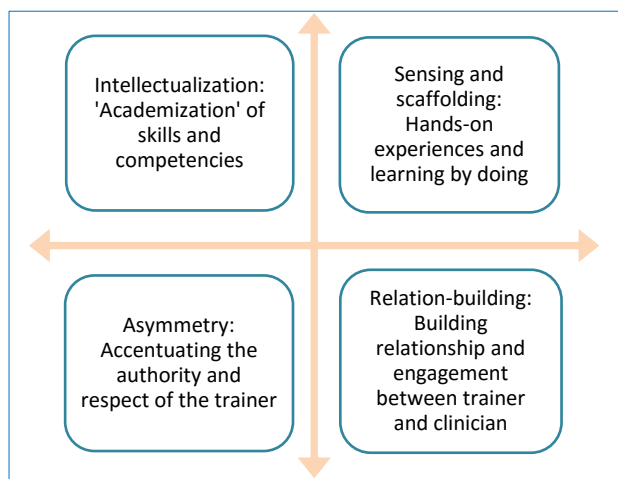 Intellectualization:
'Academization' of
skills and
competencies
Sensing and
scaffolding:
Hands-on
experiences and
learning by doing
Asymmetry:
Accentuating the
authority and
respect of the trainer
Relation-building:
Building
relationship and
engagement
between trainer
and clinician